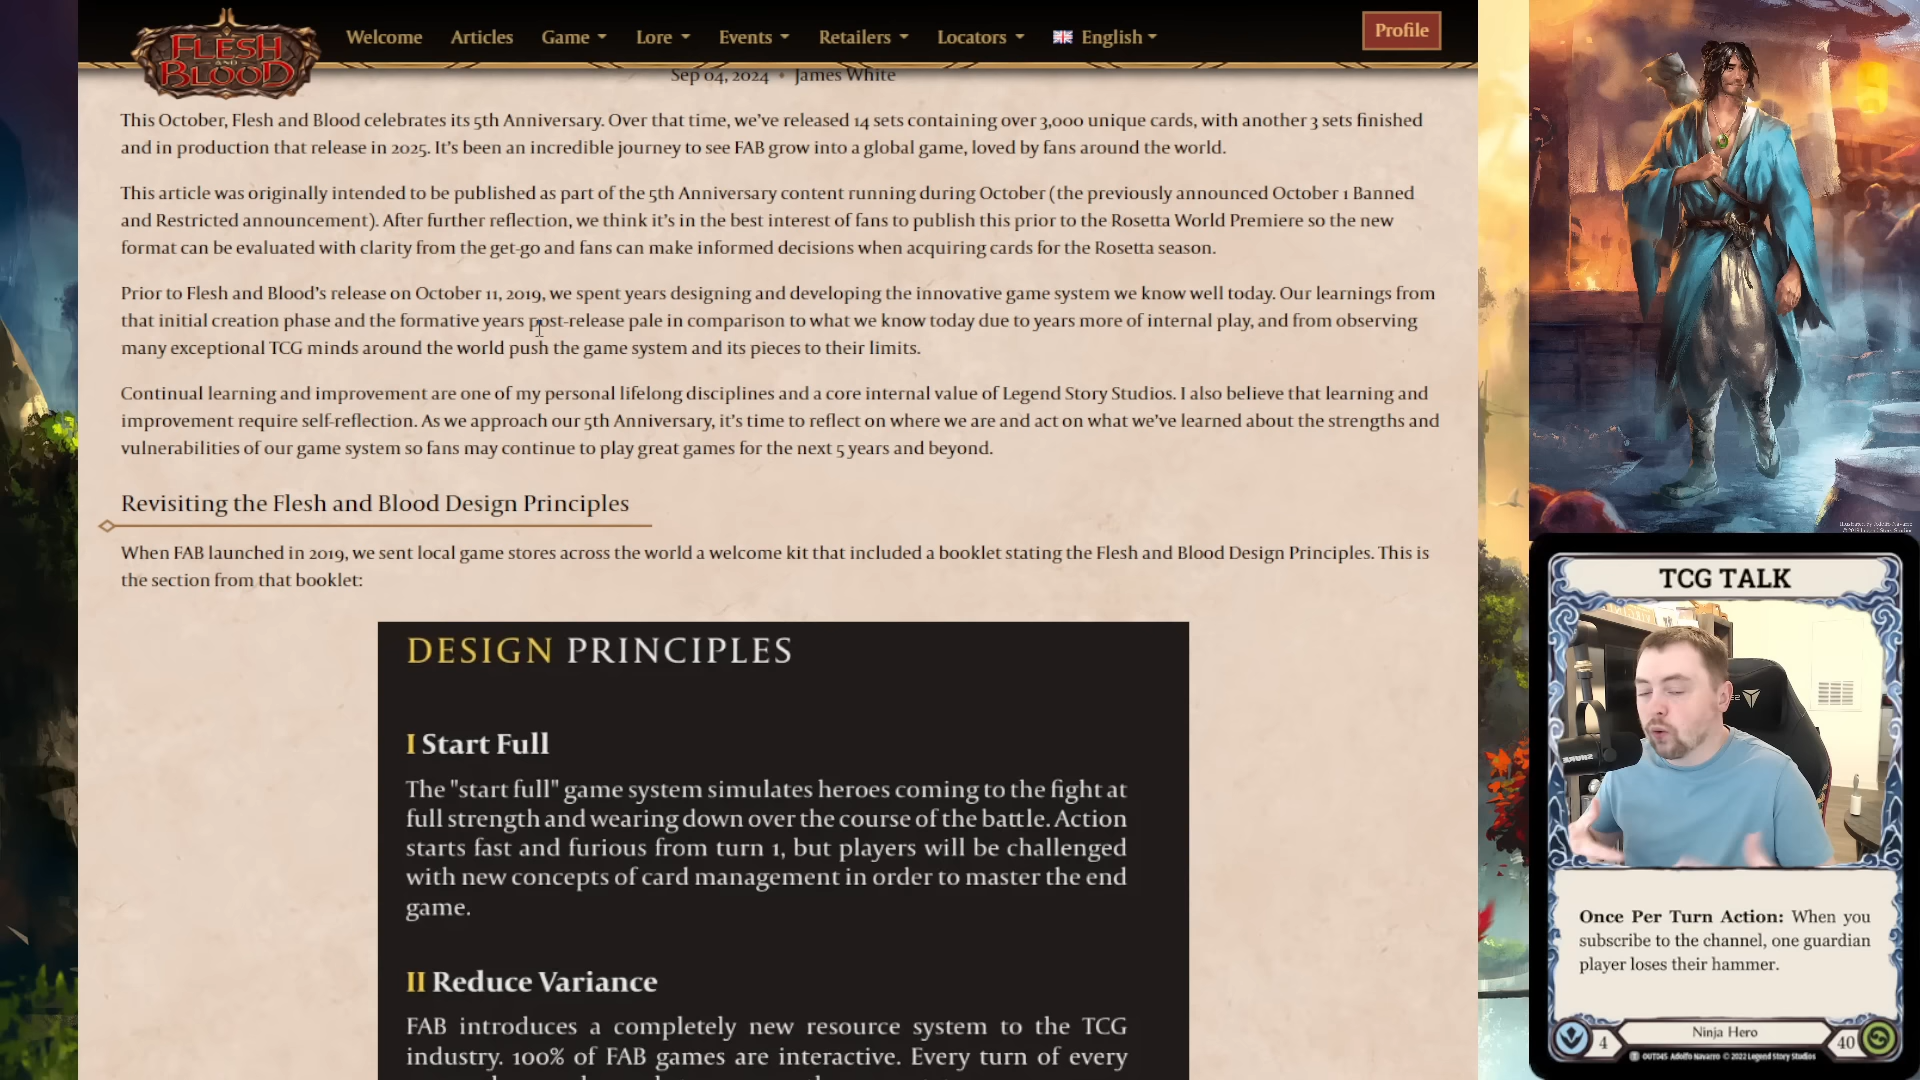 FLESH
AND
BLOOD
Welcome
Articles
Game
Lore
Events
Retailers
Locators
English
Profile
Sep 04, 2024 • James White
This October, Flesh and Blood celebrates its 5th Anniversary. Over that time, we've released 14 sets containing over 3,000 unique cards, with another 3 sets finished
and in production that release in 2025. It's been an incredible journey to see FAB grow into a global game, loved by fans around the world.
This article was originally intended to be published as part of the 5th Anniversary content running during October (the previously announced October 1 Banned
and Restricted announcement). After further reflection, we think it's in the best interest of fans to publish this prior to the Rosetta World Premiere so the new
format can be evaluated with clarity from the get-go and fans can make informed decisions when acquiring cards for the Rosetta season.
Prior to Flesh and Blood's release on October 11, 2019, we spent years designing and developing the innovative game system we know well today. Our learnings from
that initial creation phase and the formative years post-release pale in comparison to what we know today due to years more of internal play, and from observing
many exceptional TCG minds around the world push the game system and its pieces to their limits.
Continual learning and improvement are one of my personal lifelong disciplines and a core internal value of Legend Story Studios. I also believe that learning and
improvement require self-reflection. As we approach our 5th Anniversary, it's time to reflect on where we are and act on what we've learned about the strengths and
vulnerabilities of our game system so fans may continue to play great games for the next 5 years and beyond.
Revisiting the Flesh and Blood Design Principles
When FAB launched in 2019, we sent local game stores across the world a welcome kit that included a booklet stating the Flesh and Blood Design Principles. This is
the section from that booklet:
DESIGN PRINCIPLES
I Start Full
The "start full" game system simulates heroes coming to the fight at
full strength and wearing down over the course of the battle. Action
starts fast and furious from turn 1, but players will be challenged
with new concepts of card management in order to master the end
game.
II Reduce Variance
FAB introduces a completely new resource system to the TCG
industry. 100% of FAB games are interactive. Every turn of every
TCG TALK
Once Per Turn Action: When you
subscribe to the channel, one guardian
player loses their hammer.
4
Ninja Hero
40
OUT045 Adolfo Navarro © 2022 Legend Story Studios